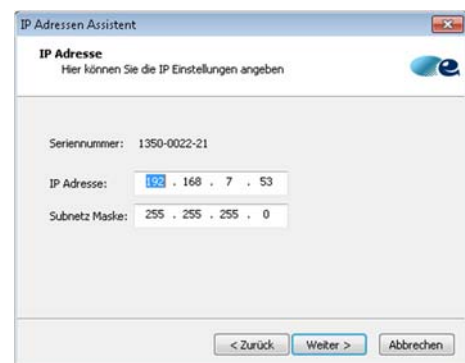 IP Adressen Assistent
IP Adresse
Hier können Sie die IP Einstellungen angeben
e
Seriennummer: 1350-0022-21
IP Adresse: 192 . 168 . 7 . 53
Subnetz Maske: 255 . 255 . 255 . 0
< Zurück Weiter > Abbrechen